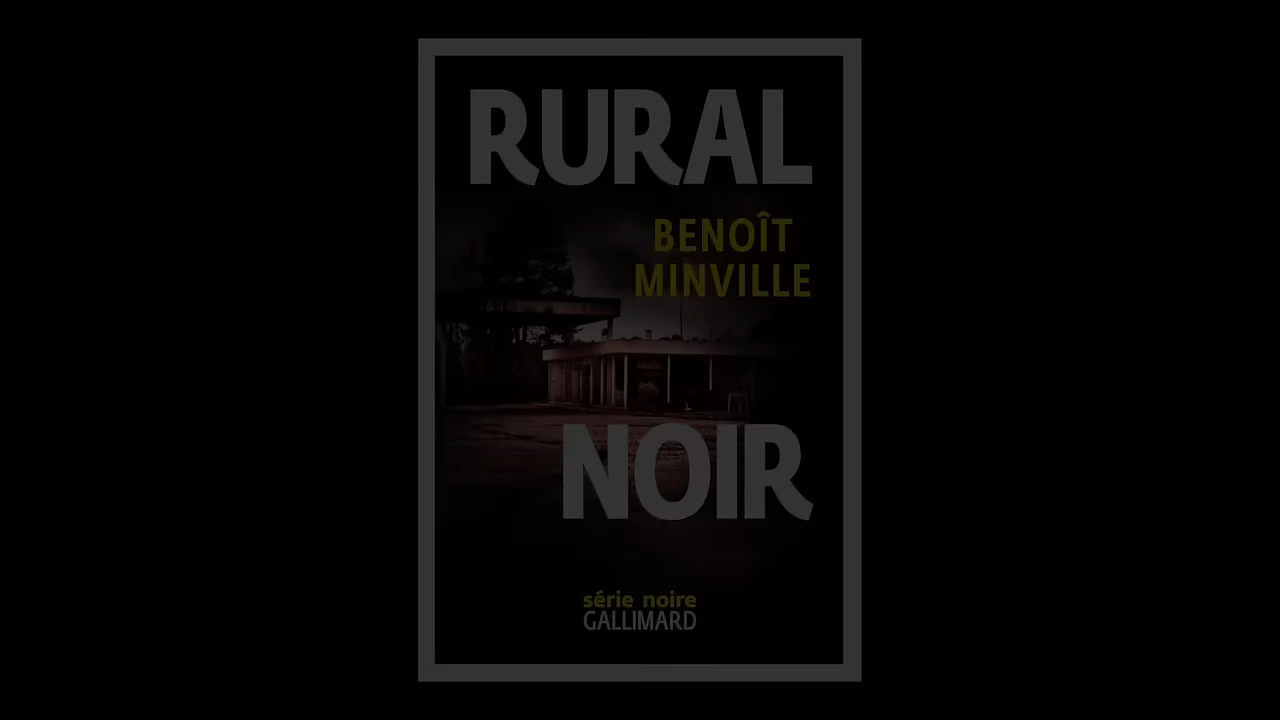 RURAL
BENOÎT
MINVILLE
NOIR
série noire
GALLIMARD